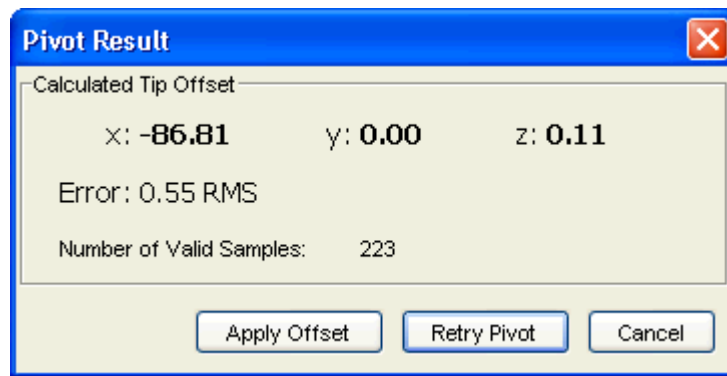 Pivot Result
Calculated Tip Offset
x: -86.81 y: 0.00 z: 0.11
Error: 0.55 RMS
Number of Valid Samples: 223
Apply Offset Retry Pivot Cancel